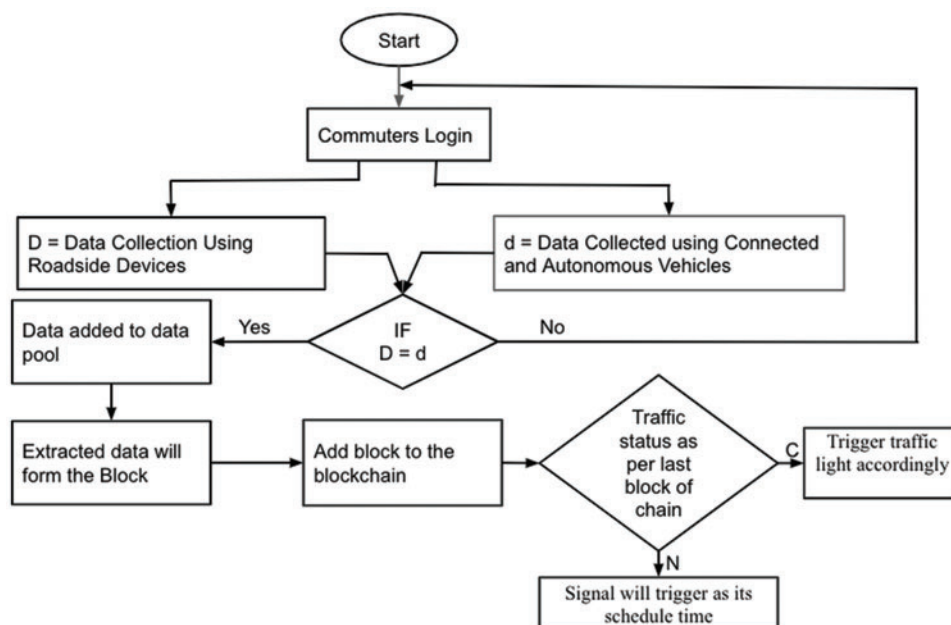 Start
Commuters Login
D = Data Collection Using
Roadside Devices
d = Data Collected using Connected
and Autonomous Vehicles
IF
D = d
Yes
No
Data added to data
pool
Extracted data will
form the Block
Add block to the
blockchain
Traffic
status as
per last
block of
chain
C
Trigger traffic
light accordingly
N
Signal will trigger as its
schedule time